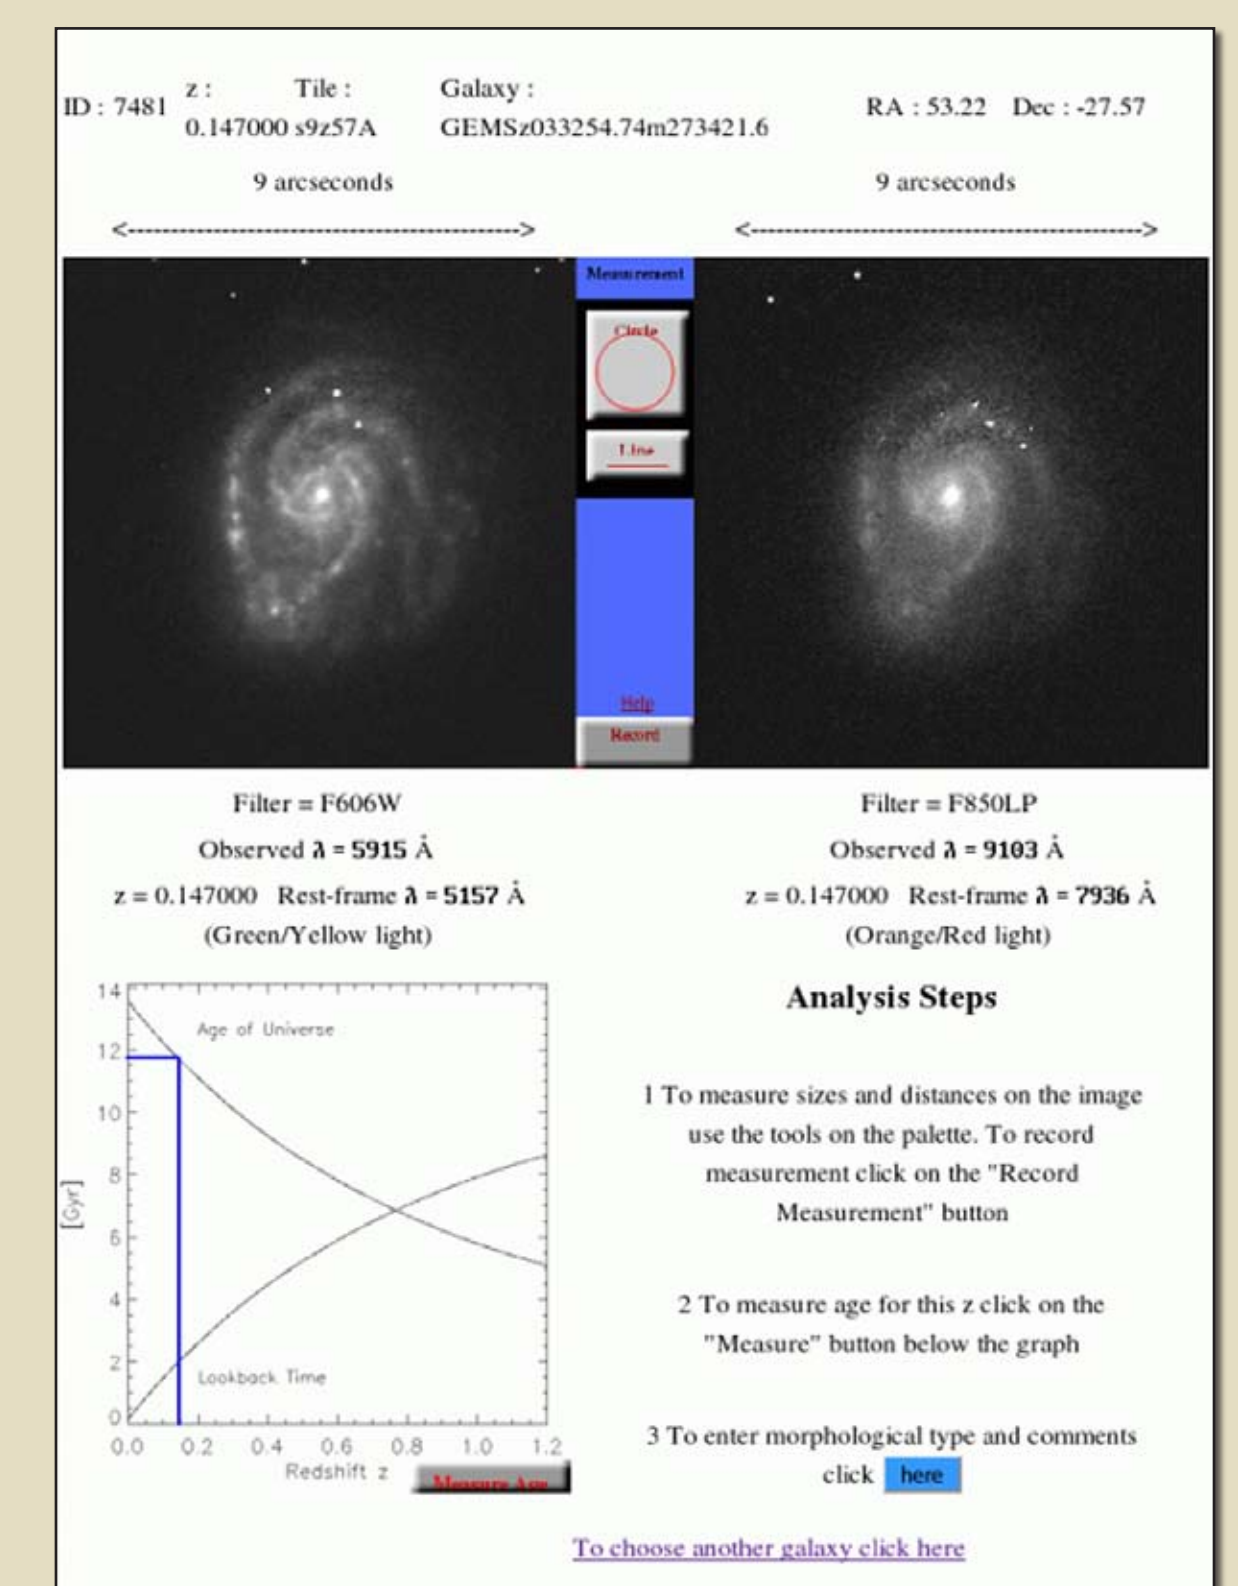 ID : 7481 z : Tile : Galaxy : RA : 53.22 Dec : -27.57
0.147000 s9z57A GEMSz033254.74m273421.6
9 arcseconds 9 arcseconds
<---------------------------------------------> <--------------------------------------------->
Measurement
Circle
Line
Help
Record
Filter = F606W
Observed λ = 5915 Å
z = 0.147000 Rest-frame λ = 5157 Å
(Green/Yellow light)
Filter = F850LP
Observed λ = 9103 Å
z = 0.147000 Rest-frame λ = 7936 Å
(Orange/Red light)
14
12
10
8
6
4
2
0
[Gyr]
Age of Universe
Lookback Time
0.0 0.2 0.4 0.6 0.8 1.0 1.2
Redshift z
Measure Age
Analysis Steps
1 To measure sizes and distances on the image
use the tools on the palette. To record
measurement click on the "Record
Measurement" button
2 To measure age for this z click on the
"Measure" button below the graph
3 To enter morphological type and comments
click here
To choose another galaxy click here